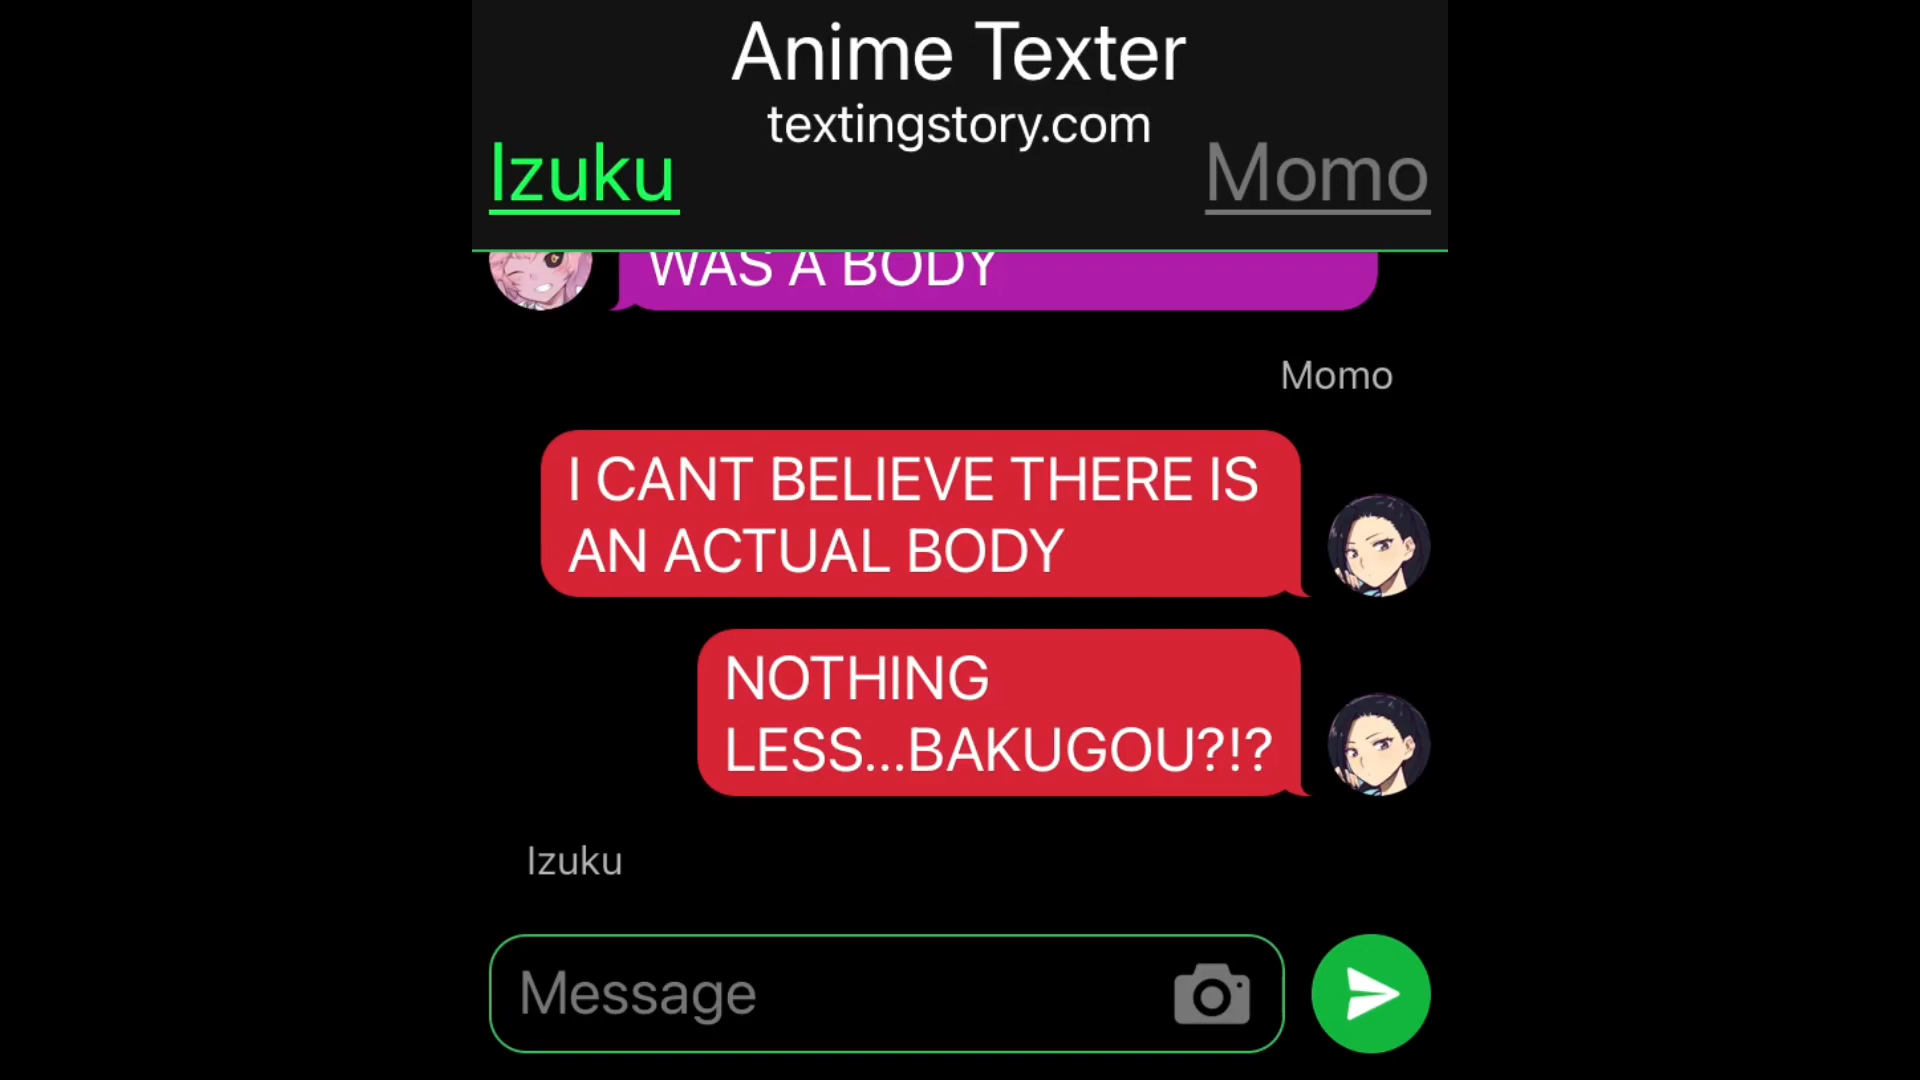 Anime Texter
textingstory.com
Izuku
Momo
WAS A BODY
Momo
I CANT BELIEVE THERE IS
AN ACTUAL BODY
NOTHING
LESS...BAKUGOU?!?
Izuku
Message